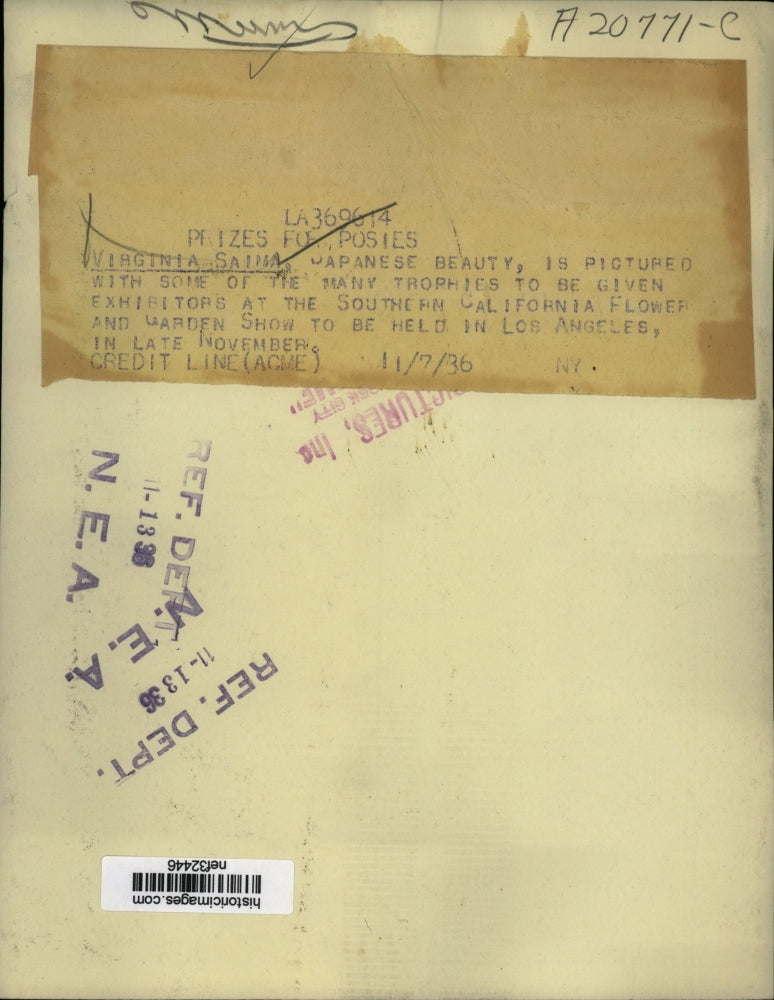 A 20771-C
LA369614
PRIZES FOR POSIES
VIRGINIA SAIMA, JAPANESE BEAUTY, IS PICTURED
WITH SOME OF THE MANY TROPHIES TO BE GIVEN
EXHIBITORS AT THE SOUTHERN CALIFORNIA FLOWER
AND GARDEN SHOW TO BE HELD IN LOS ANGELES,
IN LATE NOVEMBER.
CREDIT LINE (ACME) 11/7/36 NY.
PICTURES, Inc.
CITY
REF. DEPT.
11-13 36
N. E. A.
REF. DEPT.
11-13 36
N. E. A.
historicimages.com
nef32446